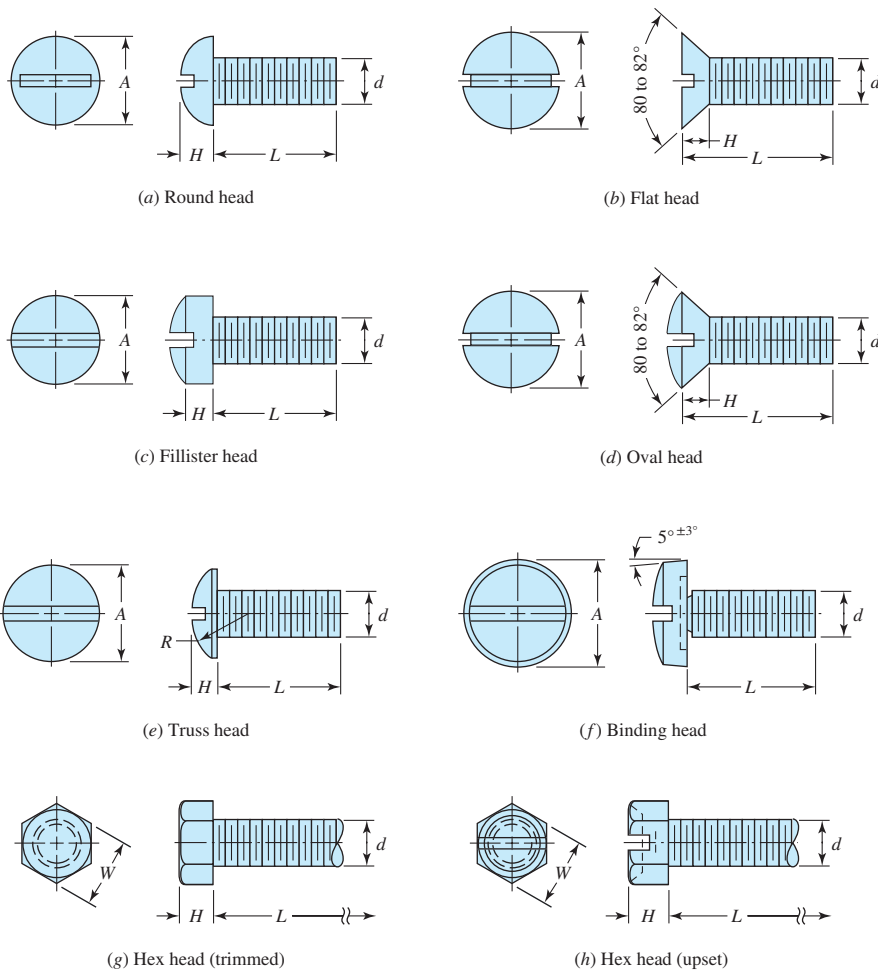 A
H
L
d
(a) Round head
80 to 82°
A
H
L
d
(b) Flat head
A
H
L
d
(c) Fillister head
80 to 82°
A
H
L
d
(d) Oval head
A
R
H
L
d
(e) Truss head
5° ±3°
A
L
d
(f) Binding head
W
H
L
d
(g) Hex head (trimmed)
W
H
L
d
(h) Hex head (upset)